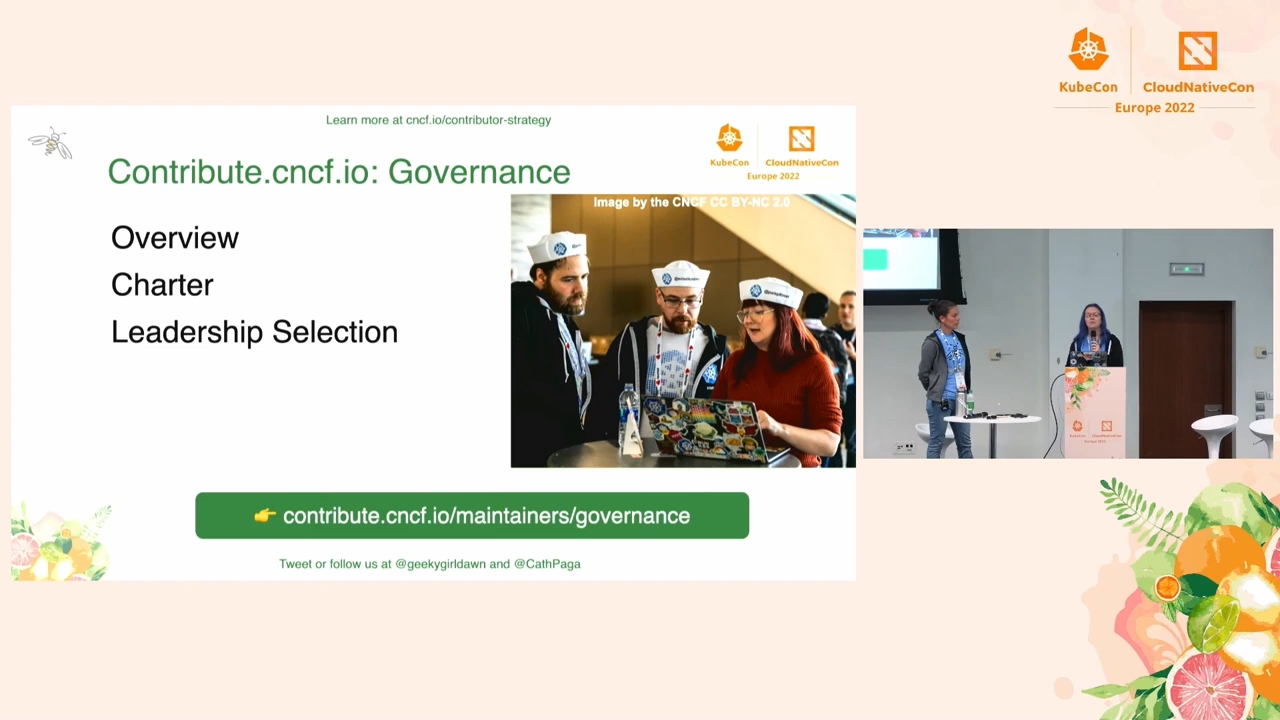 KubeCon
CloudNativeCon
Europe 2022
Learn more at cncf.io/contributor-strategy
Contribute.cncf.io: Governance
KubeCon
CloudNativeCon
Europe 2022
Image by the CNCF CC BY-NC 2.0
Overview
Charter
Leadership Selection
👉 contribute.cncf.io/maintainers/governance
Tweet or follow us at @geekygirldawn and @CathPaga